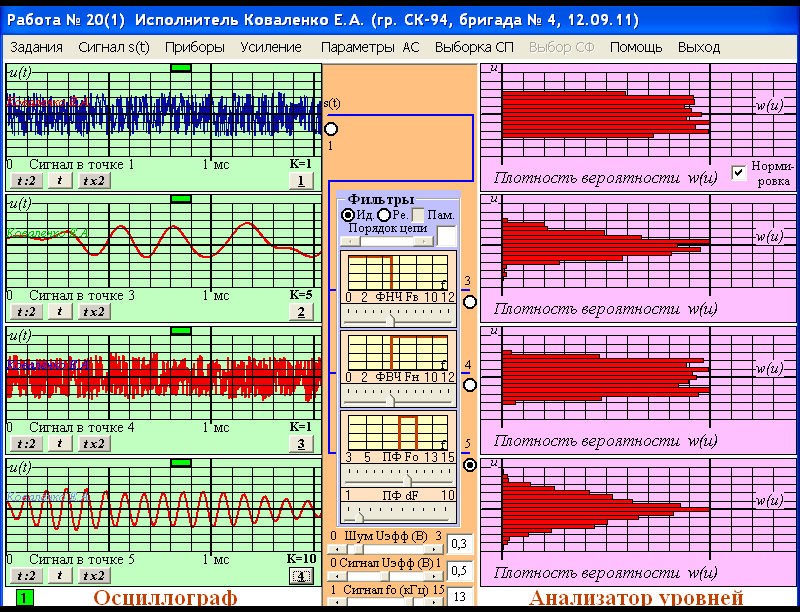 Работа № 20(1) Исполнитель Коваленко Е.А. (гр. СК-94, бригада № 4, 12.09.11)
Задания Сигнал s(t) Приборы Усиление Параметры АС Выборка СП Выбор СФ Помощь Выход
u(t)
0 Сигнал в точке 1 1 мс K=1
t:2 t tx2 1
u(t)
Коваленко Е.А
0 Сигнал в точке 3 1 мс K=5
t:2 t tx2 2
u(t)
0 Сигнал в точке 4 1 мс K=1
t:2 t tx2 3
u(t)
0 Сигнал в точке 5 1 мс K=10
t:2 t tx2 4
1 Осциллограф
s(t)
1
Фильтры
Ид. Ре. Пам.
Порядок цепи
f
0 2 ФНЧ Fв 10 12
3
f
0 2 ФВЧ Fн 10 12
4
f
3 5 ПФ Fо 13 15
5
1 ПФ dF 10
0 Шум Uэфф (В) 3 0,3
0 Сигнал Uэфф (В) 1 0,5
1 Сигнал fо (кГц) 15 13
u
w(u)
Плотность вероятности w(u)
Норми-
ровка
u
w(u)
Плотность вероятности w(u)
u
w(u)
Плотность вероятности w(u)
u
w(u)
Плотность вероятности w(u)
Анализатор уровней